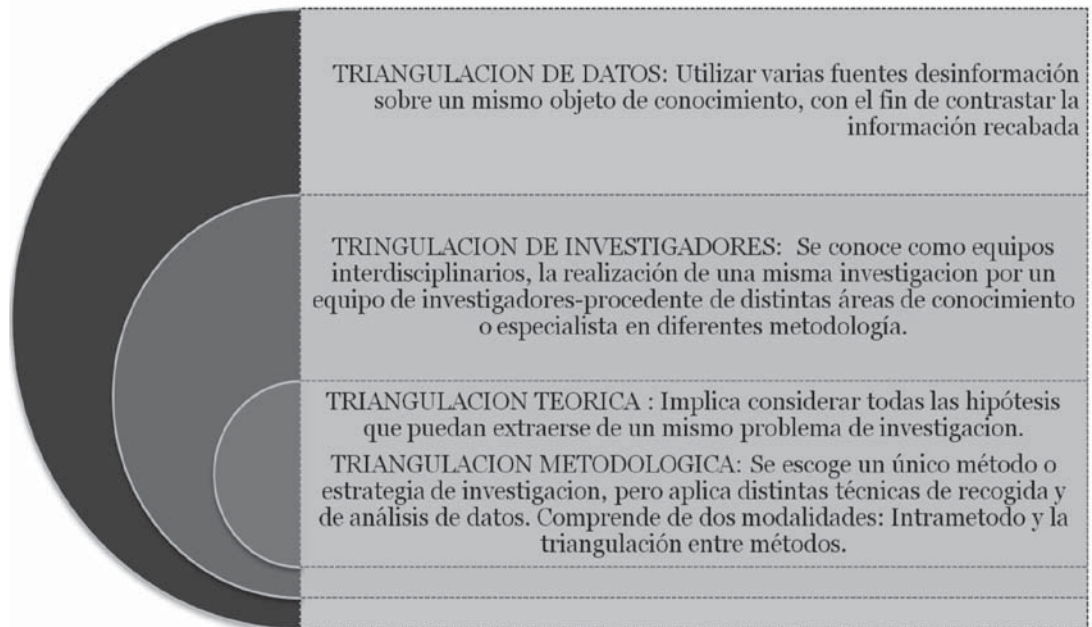 TRIANGULACION DE DATOS: Utilizar varias fuentes desinformación
sobre un mismo objeto de conocimiento, con el fin de contrastar la
información recabada
TRINGULACION DE INVESTIGADORES: Se conoce como equipos
interdisciplinarios, la realización de una misma investigacion por un
equipo de investigadores-procedente de distintas áreas de conocimiento
o especialista en diferentes metodología.
TRIANGULACION TEORICA : Implica considerar todas las hipótesis
que puedan extraerse de un mismo problema de investigacion.
TRIANGULACION METODOLOGICA: Se escoge un único método o
estrategia de investigacion, pero aplica distintas técnicas de recogida y
de análisis de datos. Comprende de dos modalidades: Intrametodo y la
triangulación entre métodos.